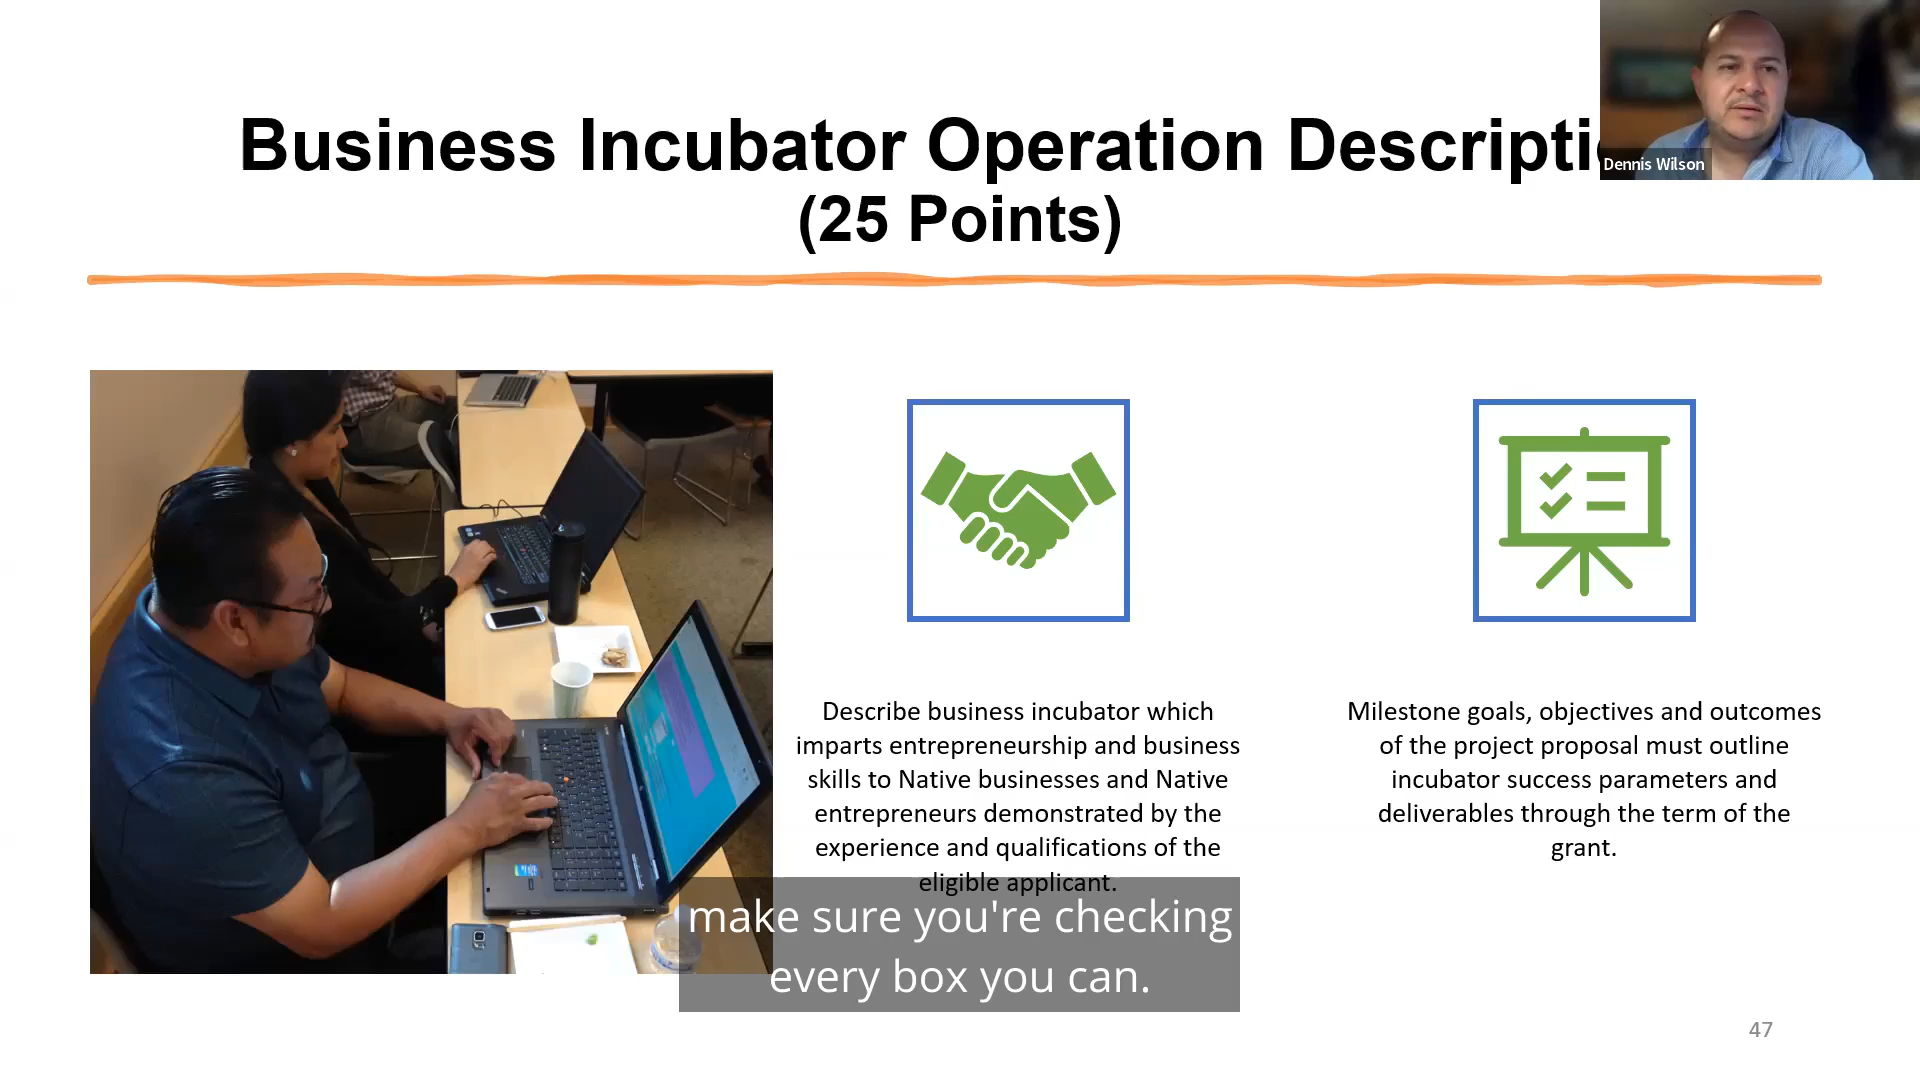 Business Incubator Operation Descripti
(25 Points)
Dennis Wilson
Describe business incubator which
imparts entrepreneurship and business
skills to Native businesses and Native
entrepreneurs demonstrated by the
experience and qualifications of the
eligible applicant.
Milestone goals, objectives and outcomes
of the project proposal must outline
incubator success parameters and
deliverables through the term of the
grant.
make sure you're checking
every box you can.
47